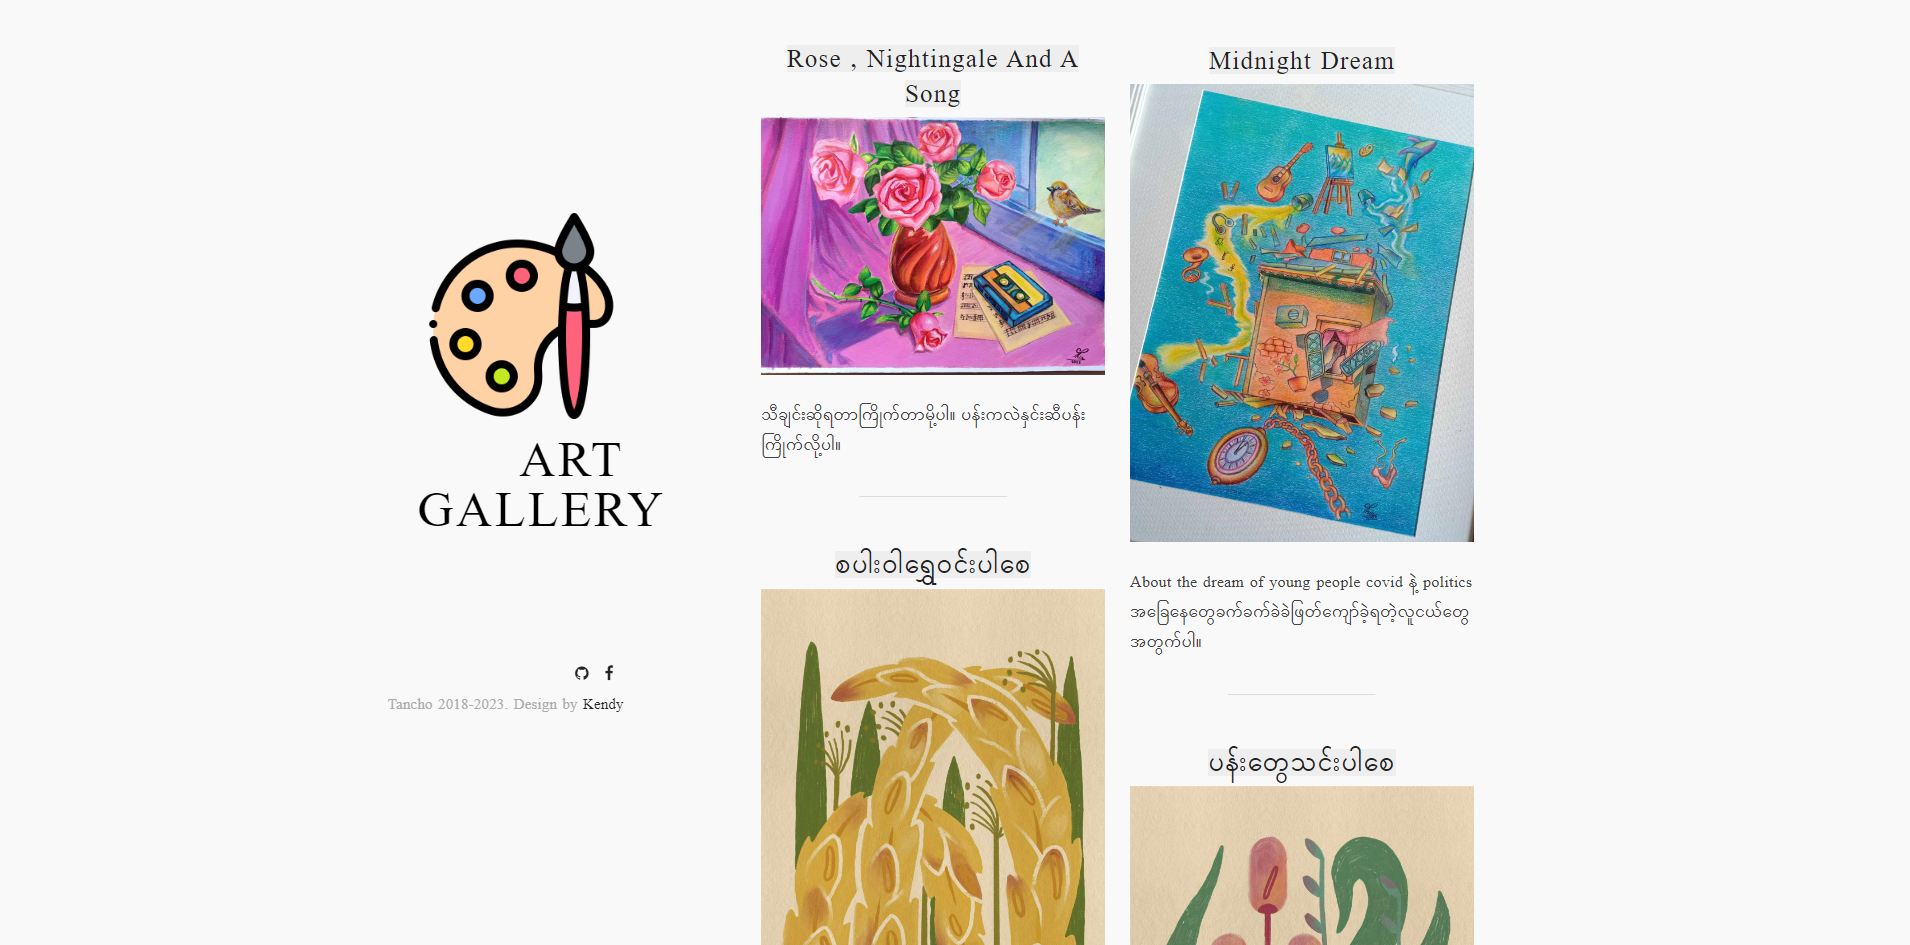 ART
GALLERY
Tancho 2018-2023. Design by Kendy
Rose , Nightingale And A
Song
သီချင်းဆိုရတာကြိုက်တာမို့ပါ။ ပန်းကလဲနှင်းဆီပန်း
ကြိုက်လို့ပါ။
စပါးဝါရွှေဝင်းပါစေ
Midnight Dream
About the dream of young people covid နဲ့ politics
အခြေနေတွေခက်ခက်ခဲခဲဖြတ်ကျော်ခဲ့ရတဲ့လူငယ်တွေ
အတွက်ပါ။
ပန်းတွေသင်းပါစေ